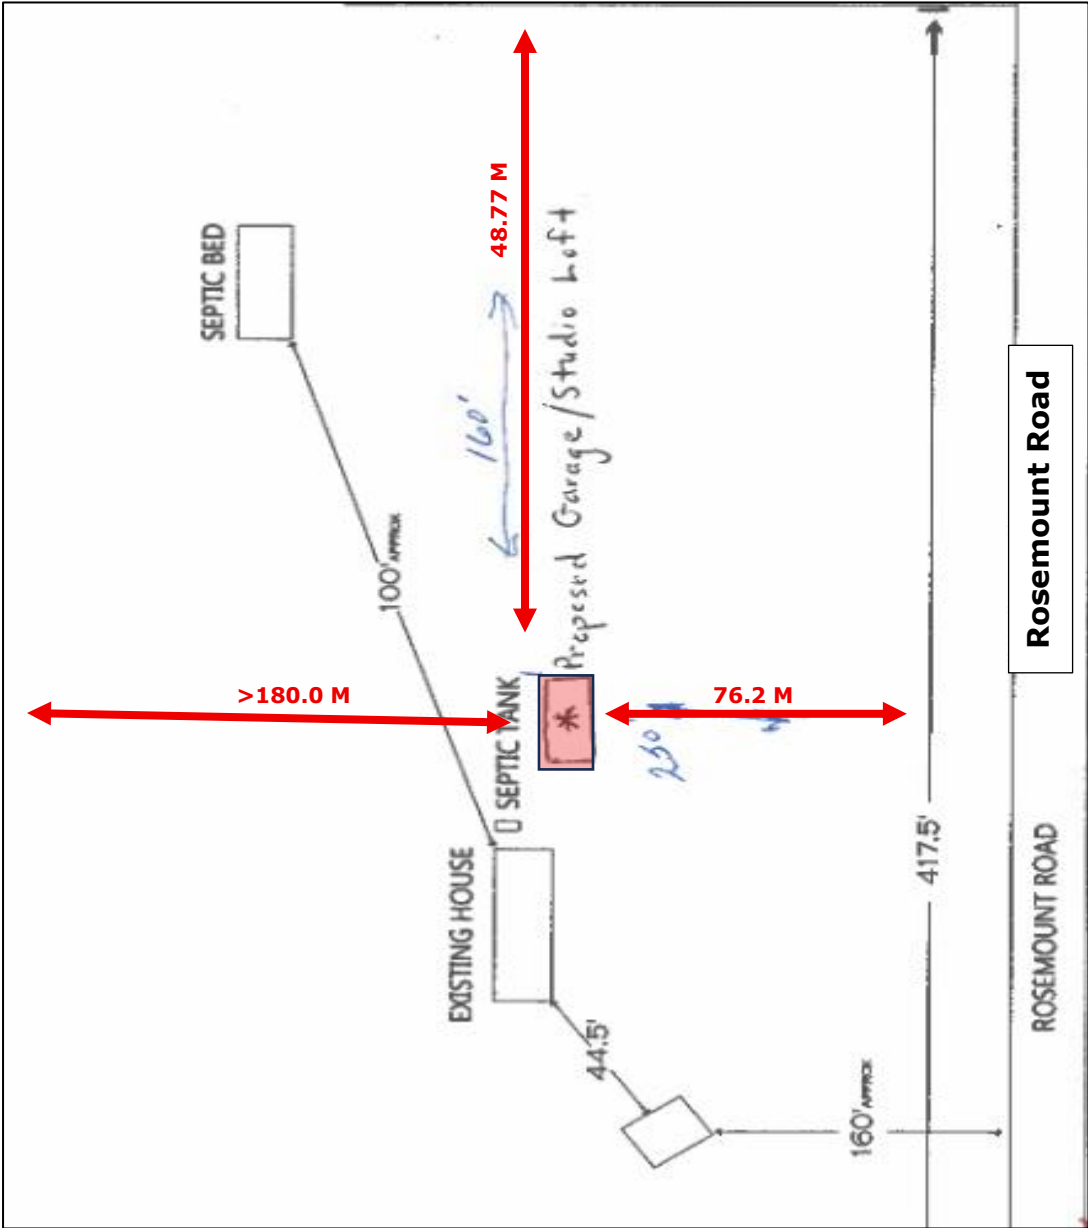 48.77 M
SEPTIC BED
160'
Proposed Garage/Studio Loft
100' APPROX
Rosemount Road
>180.0 M
SEPTIC TANK
*
76.2 M
250'
EXISTING HOUSE
417.5'
ROSEMOUNT ROAD
44.5'
160' APPROX